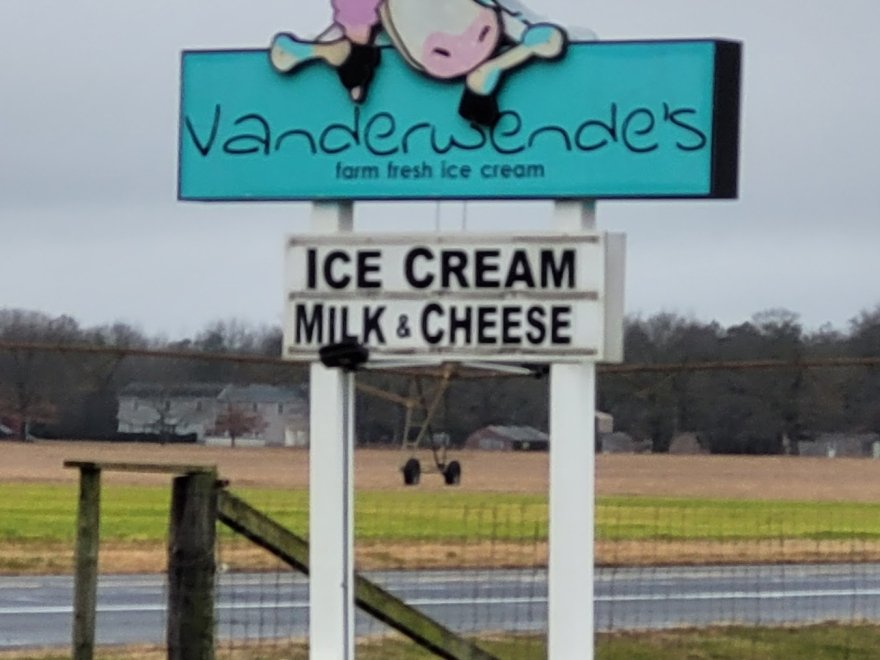 Vanderwende's
farm fresh ice cream
ICE CREAM
MILK & CHEESE